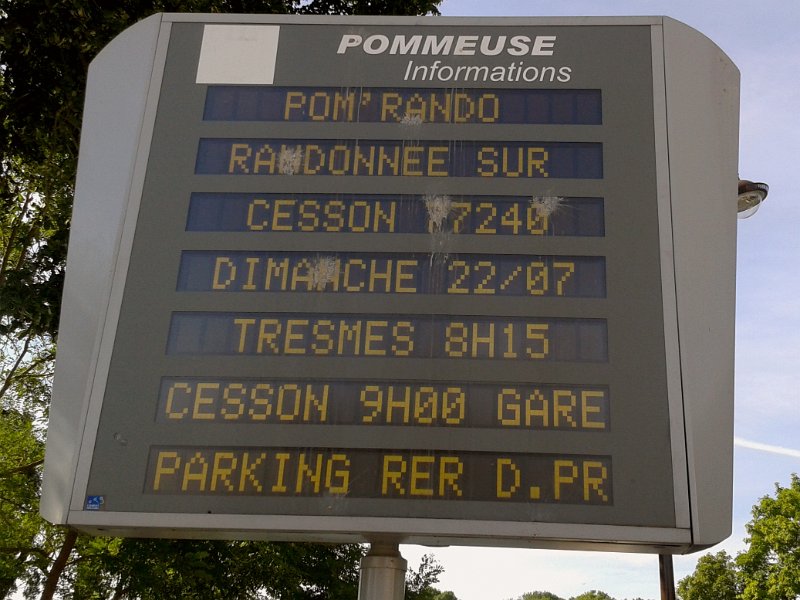 POMMEUSE
Informations
POM'RANDO
RANDONNEE SUR
CESSON 77240
DIMANCHE 22/07
TRESMES 8H15
CESSON 9H00 GARE
PARKING RER D.PR